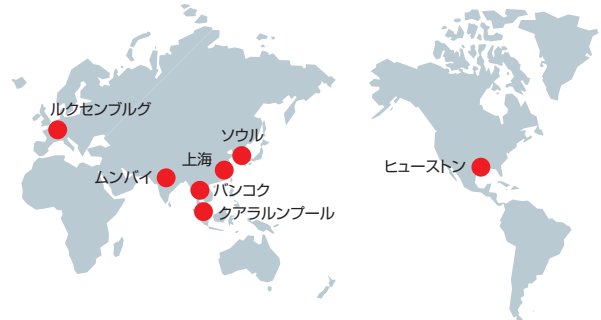 ルクセンブルグ
ソウル
上海
ムンバイ
バンコク
クアラルンプール
ヒューストン